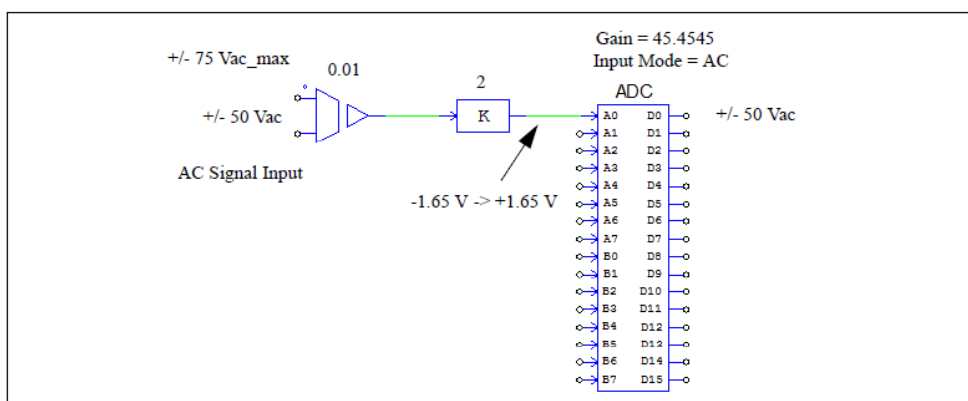 Gain = 45.4545
+/- 75 Vac_max
0.01
Input Mode = AC
2
ADC
+/- 50 Vac
K
A0 D0
+/- 50 Vac
A1 D1
A2 D2
AC Signal Input
A3 D3
A4 D4
-1.65 V -> +1.65 V
A5 D5
A6 D6
A7 D7
B0 D8
B1 D9
B2 D10
B3 D11
B4 D12
B5 D13
B6 D14
B7 D15